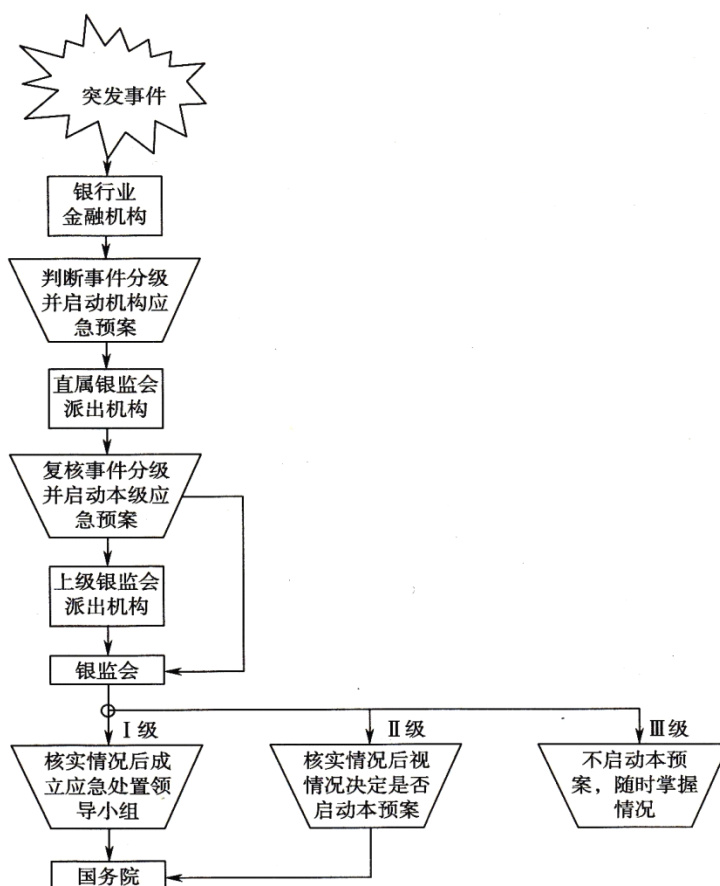 突发事件
银行业
金融机构
判断事件分级
并启动机构应
急预案
直属银监会
派出机构
复核事件分级
并启动本级应
急预案
上级银监会
派出机构
银监会
Ⅰ级
Ⅱ级
Ⅲ级
核实情况后成
立应急处置领
导小组
核实情况后视
情况决定是否
启动本预案
不启动本预
案，随时掌握
情况
国务院